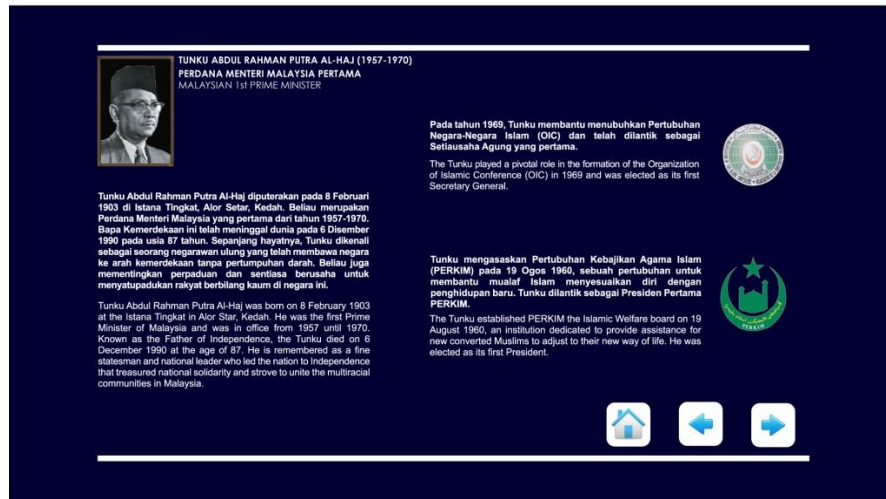 TUNKU ABDUL RAHMAN PUTRA AL-HAJ (1957-1970)
PERDANA MENTERI MALAYSIA PERTAMA
MALAYSIAN 1st PRIME MINISTER
Tunku Abdul Rahman Putra Al-Haj diputerakan pada 8 Februari
1903 di Istana Tingkat, Alor Setar, Kedah. Beliau merupakan
Perdana Menteri Malaysia yang pertama dari tahun 1957-1970.
Bapa Kemerdekaan ini telah meninggal dunia pada 6 Disember
1990 pada usia 87 tahun. Sepanjang hayatnya, Tunku dikenali
sebagai seorang negarawan ulung yang telah membawa negara
ke arah kemerdekaan tanpa pertumpuhan darah. Beliau juga
mementingkan perpaduan dan sentiasa berusaha untuk
menyatupadukan rakyat berbilang kaum di negara ini.
Tunku Abdul Rahman Putra Al-Haj was born on 8 February 1903
at the Istana Tingkat in Alor Star, Kedah. He was the first Prime
Minister of Malaysia and was in office from 1957 until 1970.
Known as the Father of Independence, the Tunku died on 6
December 1990 at the age of 87. He is remembered as a fine
statesman and national leader who led the nation to Independence
that treasured national solidarity and strove to unite the multiracial
communities in Malaysia.
Pada tahun 1969, Tunku membantu menubuhkan Pertubuhan
Negara-Negara Islam (OIC) dan telah dilantik sebagai
Setiausaha Agung yang pertama.
The Tunku played a pivotal role in the formation of the Organization
of Islamic Conference (OIC) in 1969 and was elected as its first
Secretary General.
Tunku mengasaskan Pertubuhan Kebajikan Agama Islam
(PERKIM) pada 19 Ogos 1960, sebuah pertubuhan untuk
membantu mualaf Islam menyesuaikan diri dengan
penghidupan baru. Tunku dilantik sebagai Presiden Pertama
PERKIM.
The Tunku established PERKIM the Islamic Welfare board on 19
August 1960, an institution dedicated to provide assistance for
new converted Muslims to adjust to their new way of life. He was
elected as its first President.
PERKIM